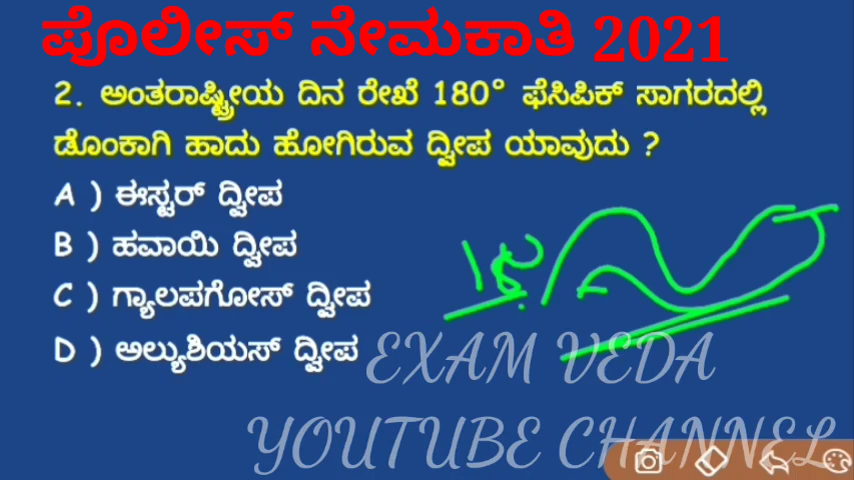 ಪೊಲೀಸ್ ನೇಮಕಾತಿ 2021
2. ಅಂತರಾಷ್ಟ್ರೀಯ ದಿನ ರೇಖೆ 180° ಫೆಸಿಪಿಕ್ ಸಾಗರದಲ್ಲಿ
ಡೊಂಕಾಗಿ ಹಾದು ಹೋಗಿರುವ ದ್ವೀಪ ಯಾವುದು ?
A ) ಈಸ್ಟರ್ ದ್ವೀಪ
B ) ಹವಾಯಿ ದ್ವೀಪ
C ) ಗ್ಯಾಲಪಗೋಸ್ ದ್ವೀಪ
D ) ಅಲ್ಯುಶಿಯಸ್ ದ್ವೀಪ
EXAM VEDA
YOUTUBE CHANNEL